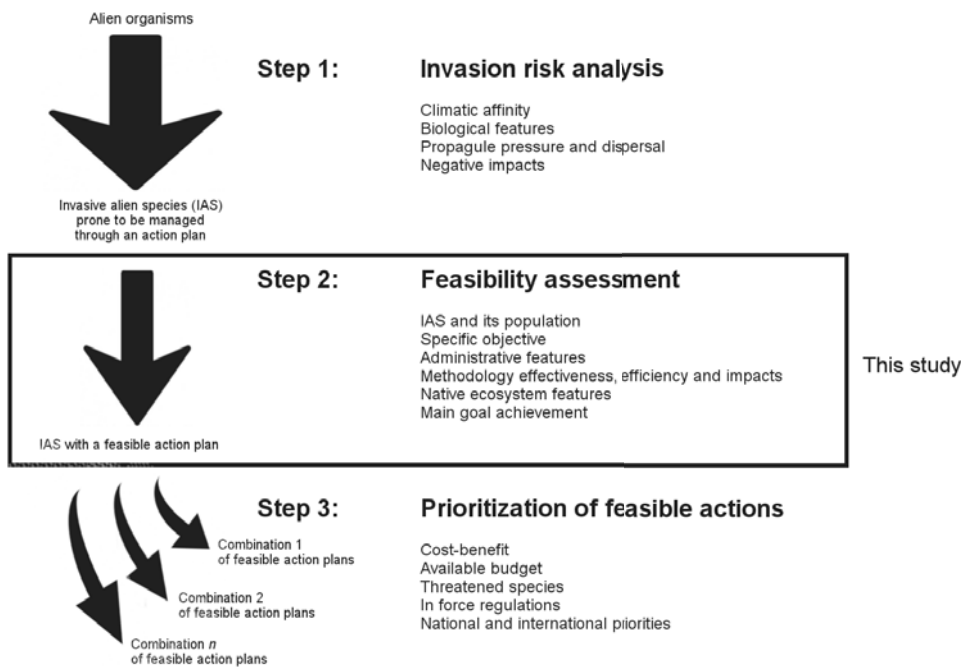 Alien organisms
Step 1:
Invasion risk analysis
Climatic affinity
Biological features
Propagule pressure and dispersal
Negative impacts
Invasive alien species (IAS)
prone to be managed
through an action plan
Step 2:
Feasibility assessment
IAS and its population
Specific objective
Administrative features
Methodology effectiveness, efficiency and impacts
Native ecosystem features
Main goal achievement
This study
IAS with a feasible action plan
Step 3:
Prioritization of feasible actions
Cost-benefit
Available budget
Threatened species
In force regulations
National and international priorities
Combination 1
of feasible action plans
Combination 2
of feasible action plans
Combination n
of feasible action plans